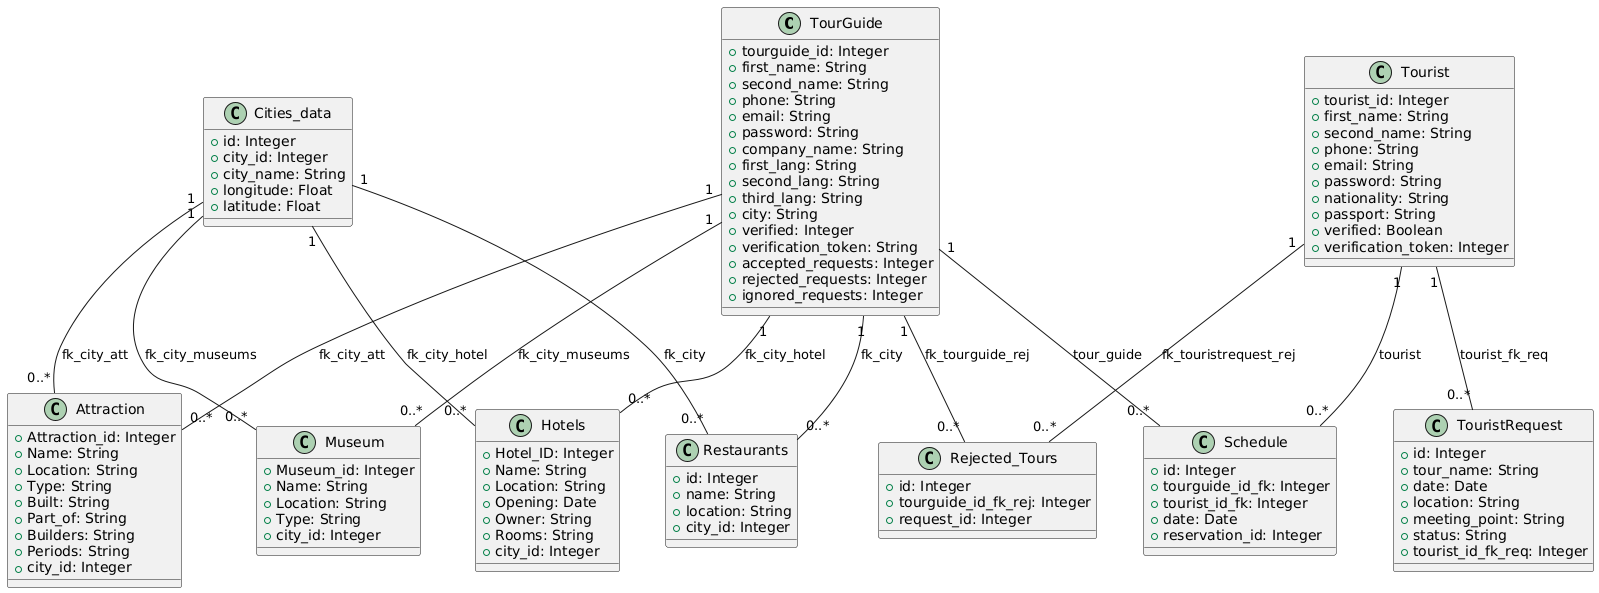 C TourGuide
tourguide_id: Integer
first_name: String
second_name: String
phone: String
email: String
password: String
company_name: String
first_lang: String
second_lang: String
third_lang: String
city: String
verified: Integer
verification_token: String
accepted_requests: Integer
rejected_requests: Integer
ignored_requests: Integer
C Tourist
tourist_id: Integer
first_name: String
second_name: String
phone: String
email: String
password: String
nationality: String
passport: String
verified: Boolean
verification_token: Integer
C Cities_data
id: Integer
city_id: Integer
city_name: String
longitude: Float
latitude: Float
1
1
1
1
1
1
1
1
1
1
1
1
1
fk_city_att
fk_city_museums
fk_city_att
fk_city_hotel
fk_city_museums
fk_city
fk_city_hotel
fk_city
fk_tourguide_rej
tour_guide
fk_touristrequest_rej
tourist
tourist_fk_req
0..*
0..*
0..*
0..*
0..*
0..*
0..*
0..*
0..*
0..*
0..*
0..*
0..*
C Attraction
Attraction_id: Integer
Name: String
Location: String
Type: String
Built: String
Part_of: String
Builders: String
Periods: String
city_id: Integer
C Museum
Museum_id: Integer
Name: String
Location: String
Type: String
city_id: Integer
C Hotels
Hotel_ID: Integer
Name: String
Location: String
Opening: Date
Owner: String
Rooms: String
city_id: Integer
C Restaurants
id: Integer
name: String
location: String
city_id: Integer
C Rejected_Tours
id: Integer
tourguide_id_fk_rej: Integer
request_id: Integer
C Schedule
id: Integer
tourguide_id_fk: Integer
tourist_id_fk: Integer
date: Date
reservation_id: Integer
C TouristRequest
id: Integer
tour_name: String
date: Date
location: String
meeting_point: String
status: String
tourist_id_fk_req: Integer